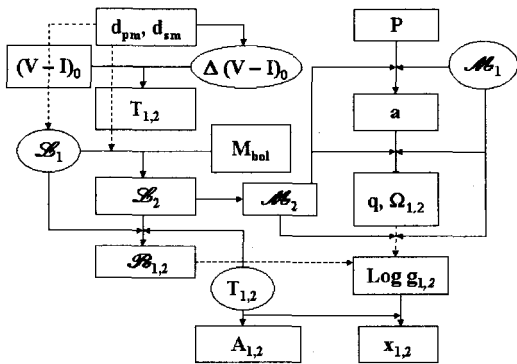 d_pm, d_sm
P
(V – I)_0
Δ (V – I)_0
ℳ_1
T_1,2
a
ℒ_1
M_bol
ℒ_2
ℳ_2
q, Ω_1,2
ℛ_1,2
T_1,2
Log g_1,2
A_1,2
x_1,2